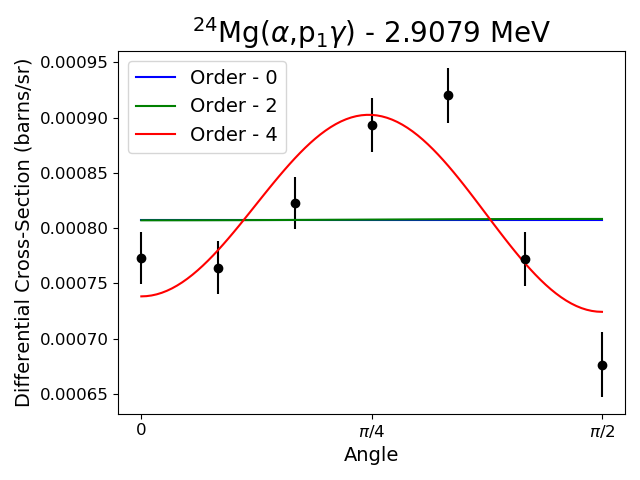 ²⁴Mg(α,p₁γ) - 2.9079 MeV
Differential Cross-Section (barns/sr)
0.00095
0.00090
0.00085
0.00080
0.00075
0.00070
0.00065
Order - 0
Order - 2
Order - 4
0
π/4
π/2
Angle